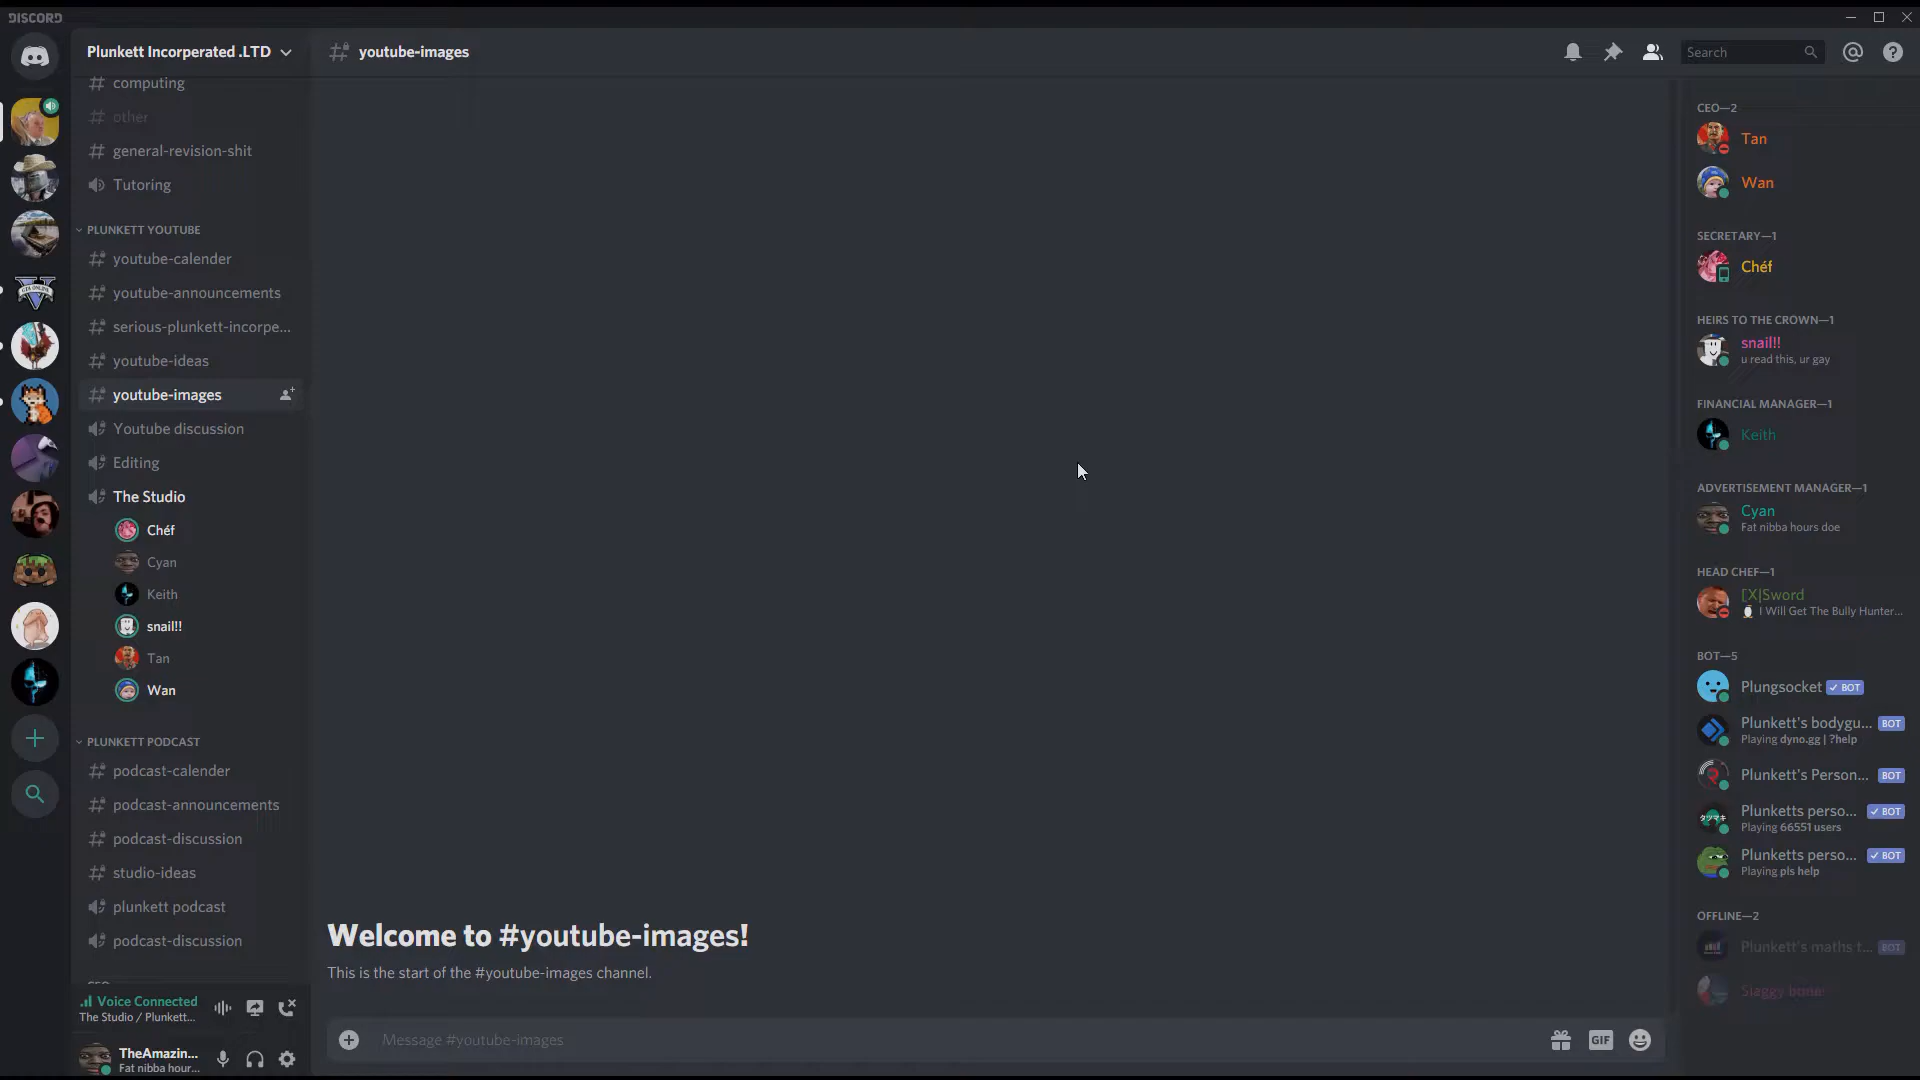 DISCORD
Plunkett Incorperated .LTD
computing
other
general-revision-shit
Tutoring
PLUNKETT YOUTUBE
youtube-calender
youtube-announcements
serious-plunkett-incorpe...
youtube-ideas
youtube-images
Youtube discussion
Editing
The Studio
Chéf
Cyan
Keith
snail!!
Tan
Wan
PLUNKETT PODCAST
podcast-calender
podcast-announcements
podcast-discussion
studio-ideas
plunkett podcast
podcast-discussion
CEO
Voice Connected
The Studio / Plunkett...
TheAmazin...
Fat nibba hour...
youtube-images
Search
Welcome to #youtube-images!
This is the start of the #youtube-images channel.
Message #youtube-images
GIF
CEO—2
Tan
Wan
SECRETARY—1
Chéf
HEIRS TO THE CROWN—1
snail!!
u read this, ur gay
FINANCIAL MANAGER—1
Keith
ADVERTISEMENT MANAGER—1
Cyan
Fat nibba hours doe
HEAD CHEF—1
[X|Sword
I Will Get The Bully Hunter...
BOT—5
Plungsocket BOT
Plunkett's bodygu... BOT
Playing dyno.gg | ?help
Plunkett's Person... BOT
Plunketts perso... BOT
Playing 66551 users
Plunketts perso... BOT
Playing pls help
OFFLINE—2
Plunkett's maths t... BOT